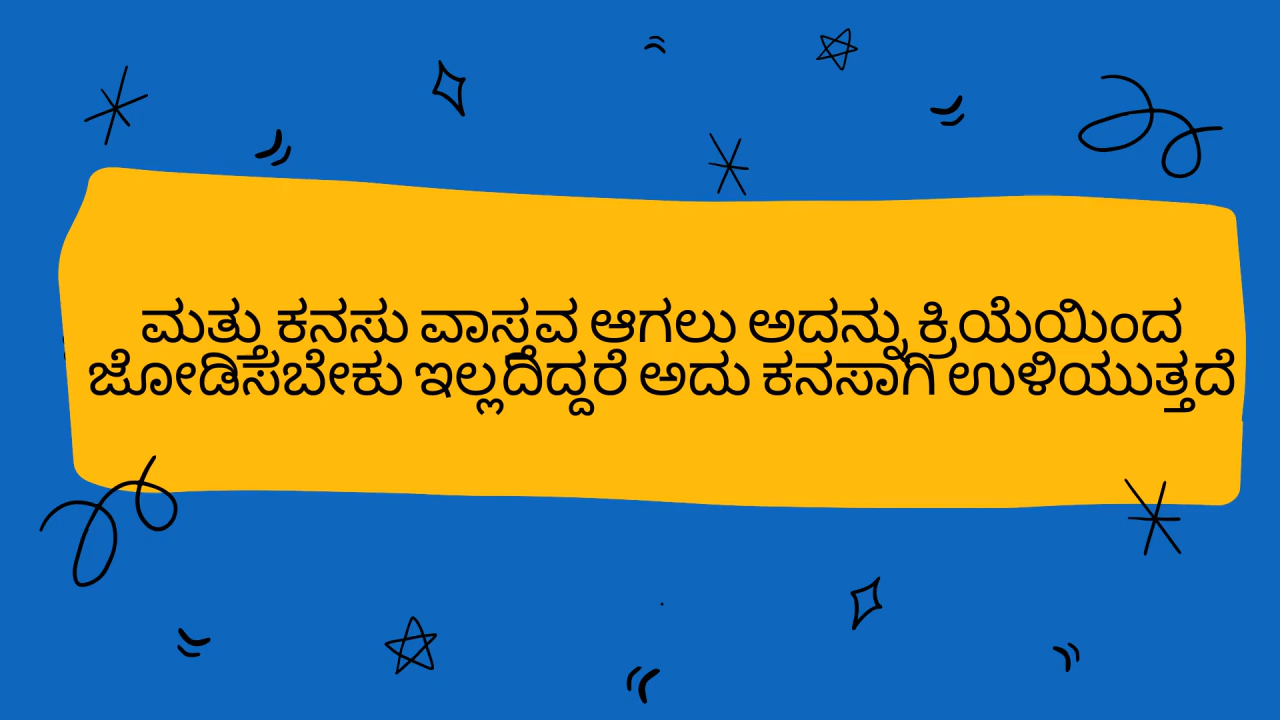 ಮತ್ತು ಕನಸು ವಾಸ್ತವ ಆಗಲು ಅದನ್ನು ಕ್ರಿಯೆಯಿಂದ
ಜೋಡಿಸಬೇಕು ಇಲ್ಲದಿದ್ದರೆ ಅದು ಕನಸಾಗಿ ಉಳಿಯುತ್ತದೆ